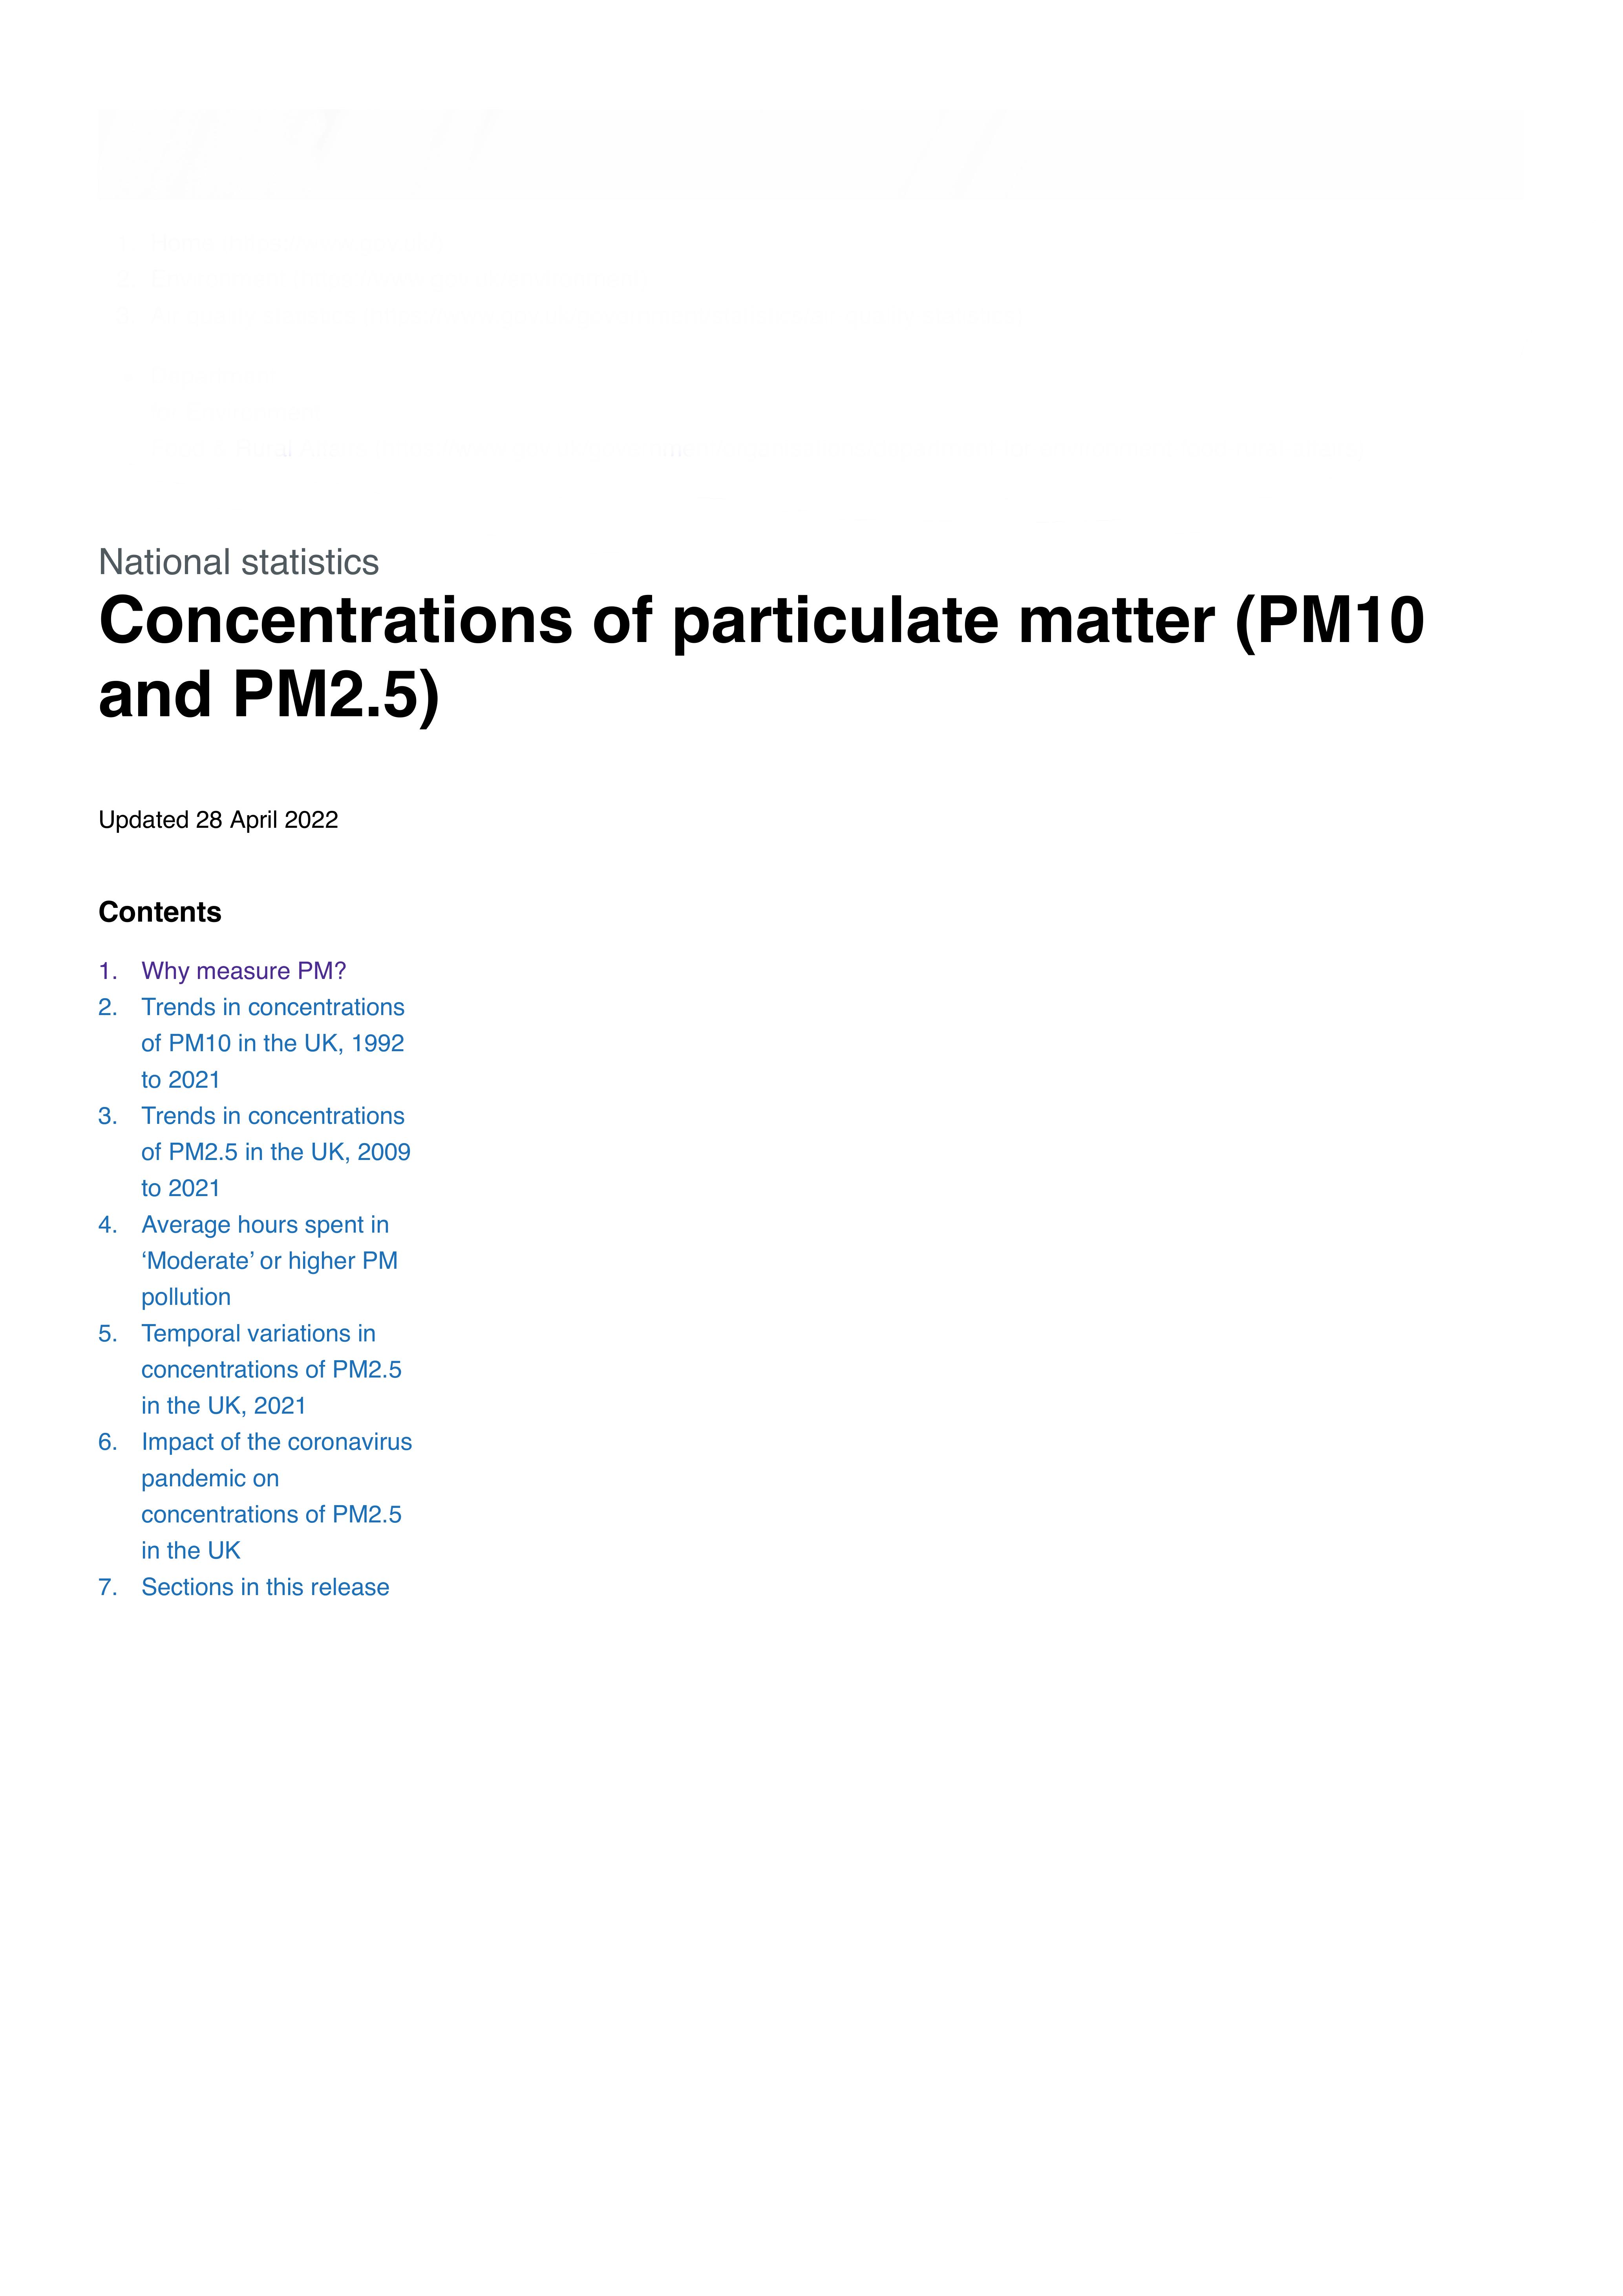 National statistics
Concentrations of particulate matter (PM10
and PM2.5)
Updated 28 April 2022
Contents
1. Why measure PM?
2. Trends in concentrations
of PM10 in the UK, 1992
to 2021
3. Trends in concentrations
of PM2.5 in the UK, 2009
to 2021
4. Average hours spent in
‘Moderate’ or higher PM
pollution
5. Temporal variations in
concentrations of PM2.5
in the UK, 2021
6. Impact of the coronavirus
pandemic on
concentrations of PM2.5
in the UK
7. Sections in this release